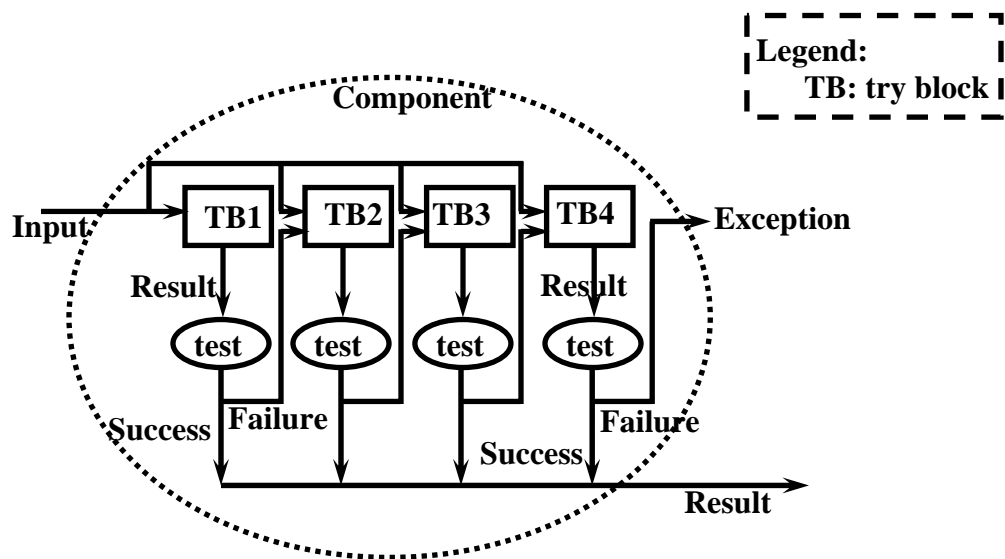 Legend:
TB: try block
Component
Input
TB1
TB2
TB3
TB4
Exception
Result
Result
test
test
test
test
Success
Failure
Success
Failure
Result